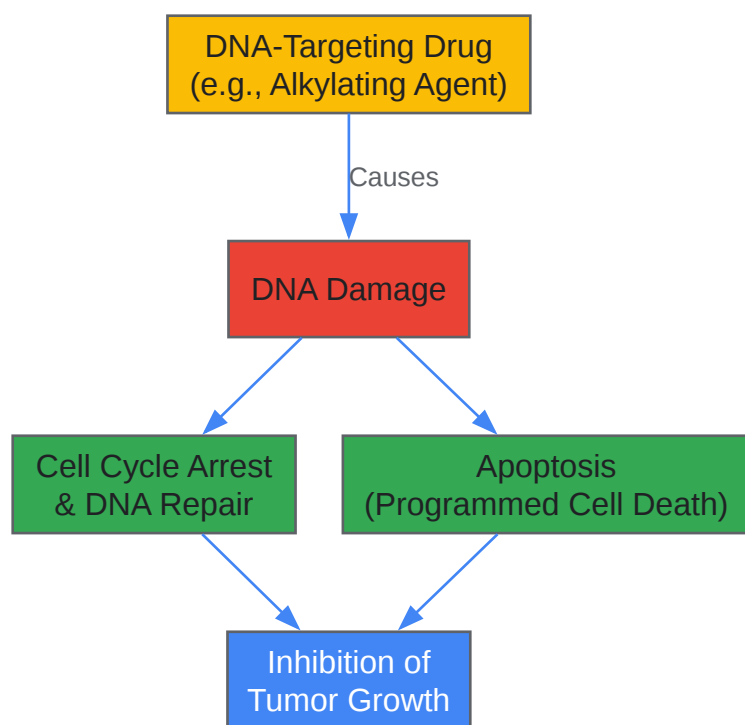 DNA-Targeting Drug
(e.g., Alkylating Agent)
Causes
DNA Damage
Cell Cycle Arrest
& DNA Repair
Apoptosis
(Programmed Cell Death)
Inhibition of
Tumor Growth